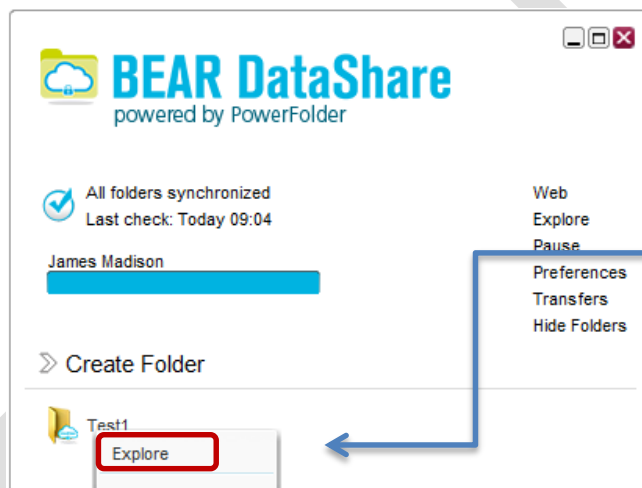 BEAR DataShare
powered by PowerFolder
All folders synchronized
Last check: Today 09:04
James Madison
Web
Explore
Pause
Preferences
Transfers
Hide Folders
Create Folder
Test1
Explore